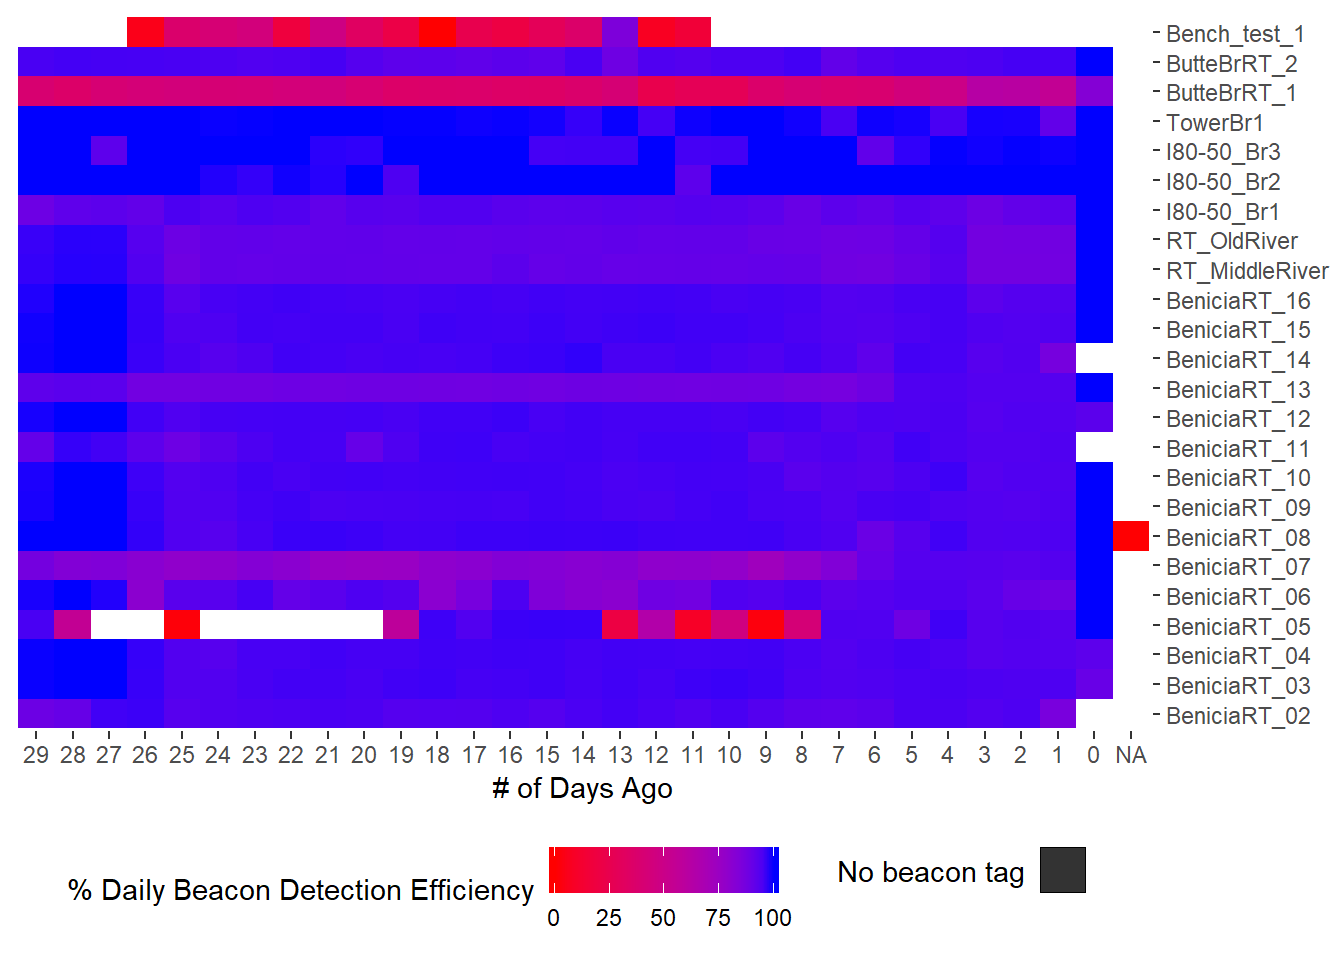 Bench_test_1
ButteBrRT_2
ButteBrRT_1
TowerBr1
I80-50_Br3
I80-50_Br2
I80-50_Br1
RT_OldRiver
RT_MiddleRiver
BeniciaRT_16
BeniciaRT_15
BeniciaRT_14
BeniciaRT_13
BeniciaRT_12
BeniciaRT_11
BeniciaRT_10
BeniciaRT_09
BeniciaRT_08
BeniciaRT_07
BeniciaRT_06
BeniciaRT_05
BeniciaRT_04
BeniciaRT_03
BeniciaRT_02
29 28 27 26 25 24 23 22 21 20 19 18 17 16 15 14 13 12 11 10 9 8 7 6 5 4 3 2 1 0 NA
# of Days Ago
% Daily Beacon Detection Efficiency
0 25 50 75 100
No beacon tag